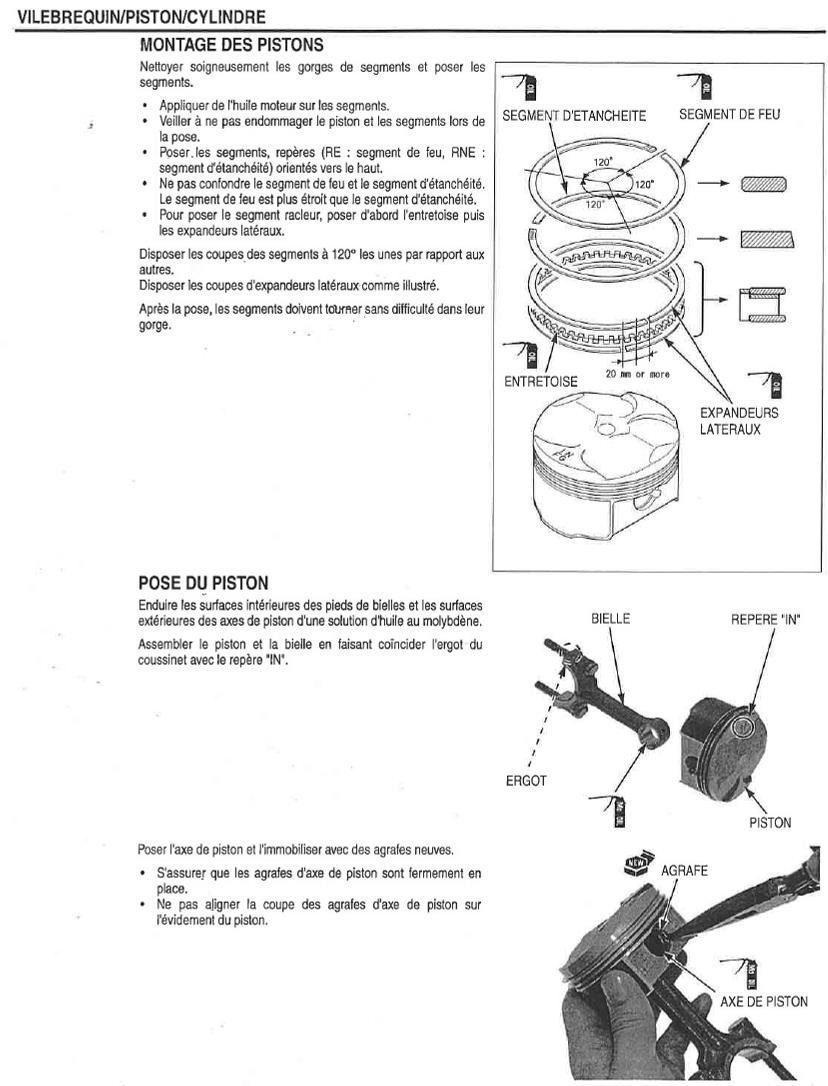 VILEBREQUIN/PISTON/CYLINDRE
MONTAGE DES PISTONS
Nettoyer soigneusement les gorges de segments et poser les
segments.
• Appliquer de l'huile moteur sur les segments.
• Veiller à ne pas endommager le piston et les segments lors de
la pose.
• Poser les segments, repères (RE : segment de feu, RNE :
segment d'étanchéité) orientés vers le haut.
• Ne pas confondre le segment de feu et le segment d'étanchéité.
Le segment de feu est plus étroit que le segment d'étanchéité.
• Pour poser le segment racleur, poser d'abord l'entretoise puis
les expandeurs latéraux.
Disposer les coupes des segments à 120° les unes par rapport aux
autres.
Disposer les coupes d'expandeurs latéraux comme illustré.
Après la pose, les segments doivent tourner sans difficulté dans leur
gorge.
OIL
OIL
SEGMENT D'ETANCHEITE
SEGMENT DE FEU
120°
120°
120°
OIL
20 mm or more
ENTRETOISE
OIL
EXPANDEURS
LATERAUX
IN
POSE DU PISTON
Enduire les surfaces intérieures des pieds de bielles et les surfaces
extérieures des axes de piston d'une solution d'huile au molybdène.
Assembler le piston et la bielle en faisant coïncider l'ergot du
coussinet avec le repère "IN".
BIELLE
REPERE "IN"
ERGOT
Mo OIL
PISTON
Poser l'axe de piston et l'immobiliser avec des agrafes neuves.
• S'assurer que les agrafes d'axe de piston sont fermement en
place.
• Ne pas aligner la coupe des agrafes d'axe de piston sur
l'évidement du piston.
NEW
AGRAFE
Mo OIL
AXE DE PISTON